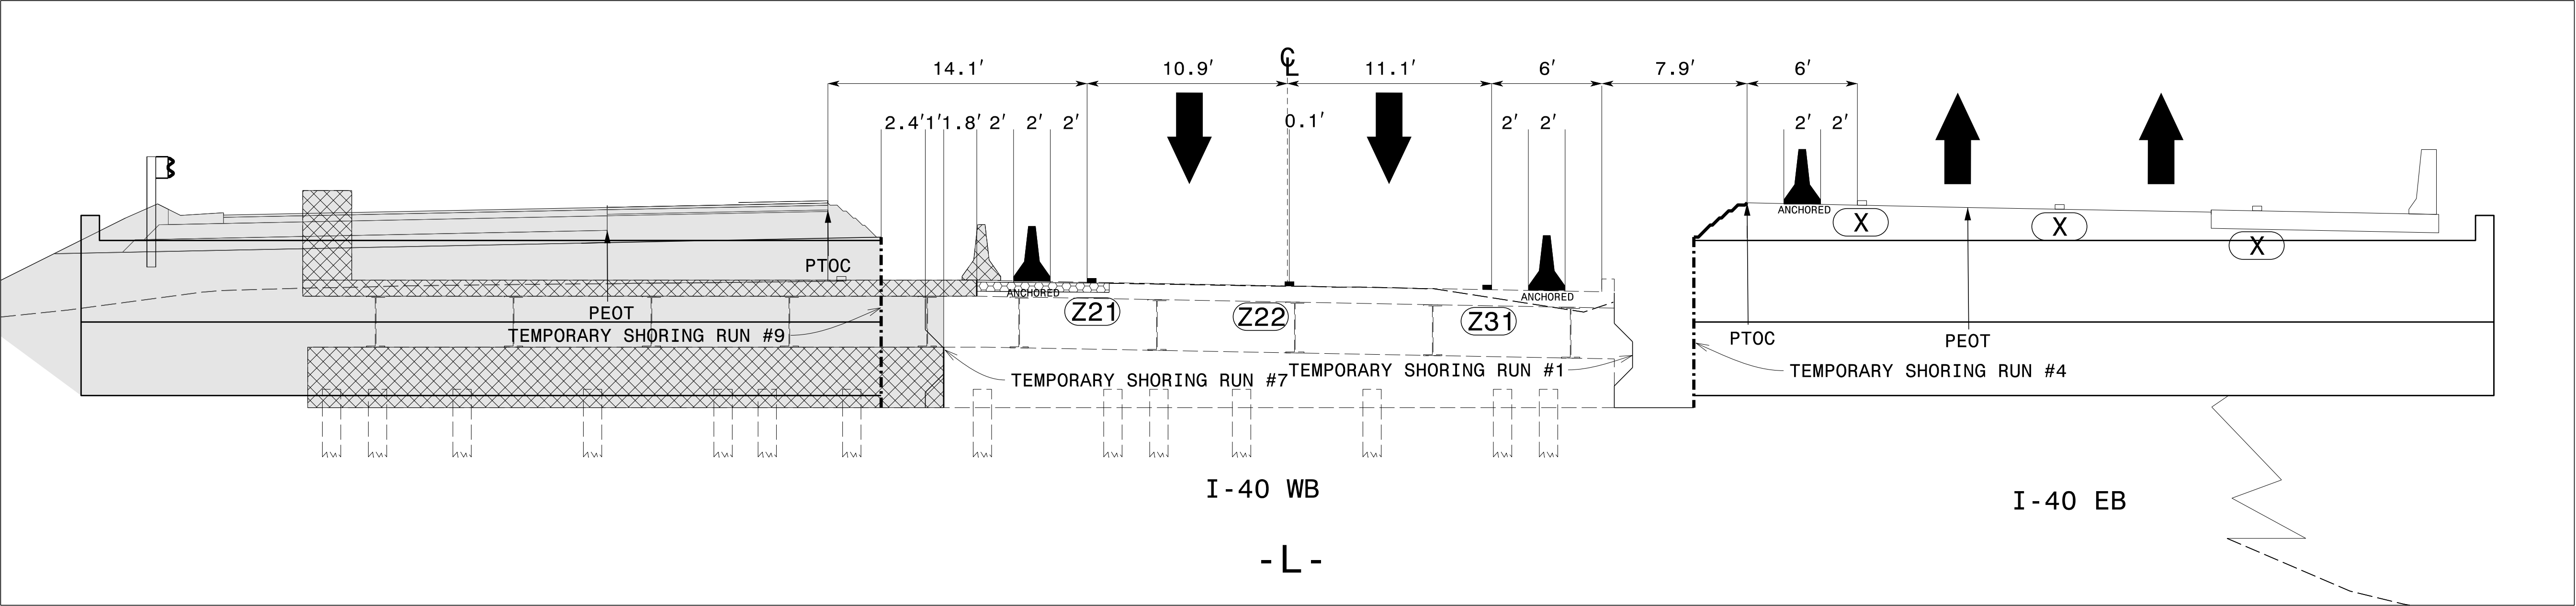 ℄
14.1' 10.9' 11.1' 6' 7.9' 6'
2.4' 1' 1.8' 2' 2' 2' 0.1' 2' 2' 2' 2'
ANCHORED
X X X
PTOC
ANCHORED ANCHORED
Z21 Z22 Z31
PEOT
TEMPORARY SHORING RUN #9
PTOC PEOT
TEMPORARY SHORING RUN #7 TEMPORARY SHORING RUN #1 TEMPORARY SHORING RUN #4
I-40 WB I-40 EB
-L-